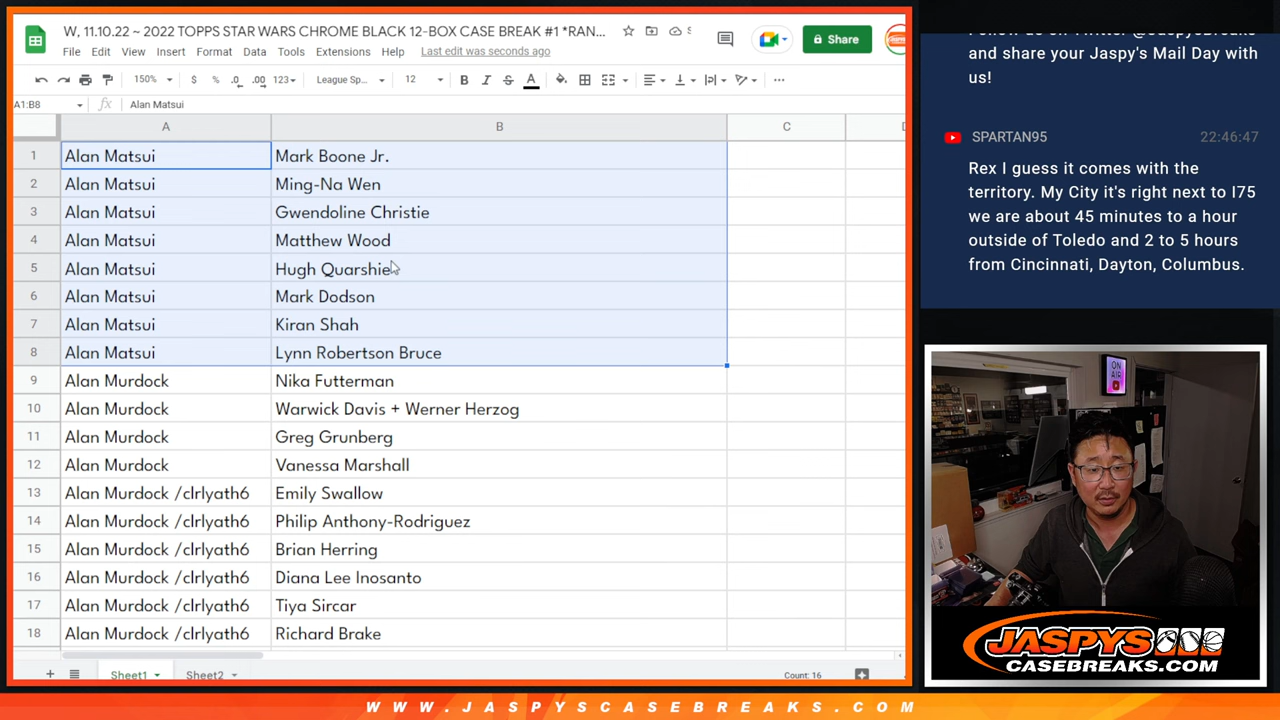 W, 11.10.22 ~ 2022 TOPPS STAR WARS CHROME BLACK 12-BOX CASE BREAK #1 *RAN...
File Edit View Insert Format Data Tools Extensions Help Last edit was seconds ago
Share
150% $ % .0 .00 123 League Sp... 12 B I S A
A1:B8 fx Alan Matsui
A B C D
1 Alan Matsui Mark Boone Jr.
2 Alan Matsui Ming-Na Wen
3 Alan Matsui Gwendoline Christie
4 Alan Matsui Matthew Wood
5 Alan Matsui Hugh Quarshie
6 Alan Matsui Mark Dodson
7 Alan Matsui Kiran Shah
8 Alan Matsui Lynn Robertson Bruce
9 Alan Murdock Nika Futterman
10 Alan Murdock Warwick Davis + Werner Herzog
11 Alan Murdock Greg Grunberg
12 Alan Murdock Vanessa Marshall
13 Alan Murdock /clrlyath6 Emily Swallow
14 Alan Murdock /clrlyath6 Philip Anthony-Rodriguez
15 Alan Murdock /clrlyath6 Brian Herring
16 Alan Murdock /clrlyath6 Diana Lee Inosanto
17 Alan Murdock /clrlyath6 Tiya Sircar
18 Alan Murdock /clrlyath6 Richard Brake
Sheet1 Sheet2 Count: 16
Follow us on Twitter @JaspysBreaks
and share your Jaspy's Mail Day with
us!
SPARTAN95 22:46:47
Rex I guess it comes with the
territory. My City it's right next to I75
we are about 45 minutes to a hour
outside of Toledo and 2 to 5 hours
from Cincinnati, Dayton, Columbus.
ON
AIR
JASPYS
CASEBREAKS.COM
WWW.JASPYSCASEBREAKS.COM